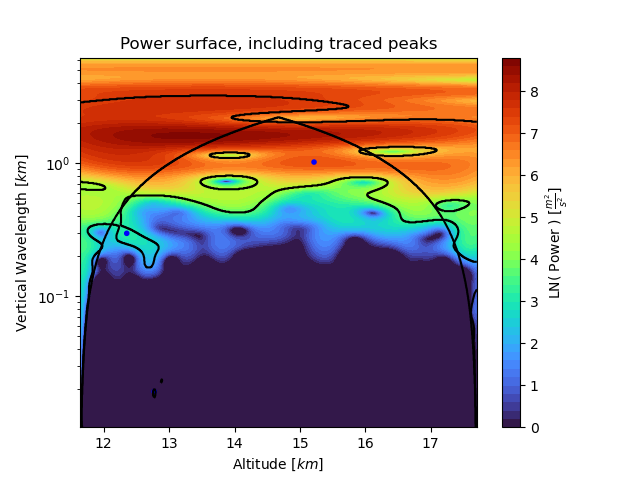 Power surface, including traced peaks
Vertical Wavelength [km]
10⁰
10⁻¹
12 13 14 15 16 17
Altitude [km]
8
7
6
5
4
3
2
1
0
LN( Power ) [m²/s²]